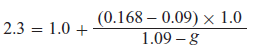 2.3 = 1.0 + (0.168 – 0.09) × 1.0 / 1.09 – g